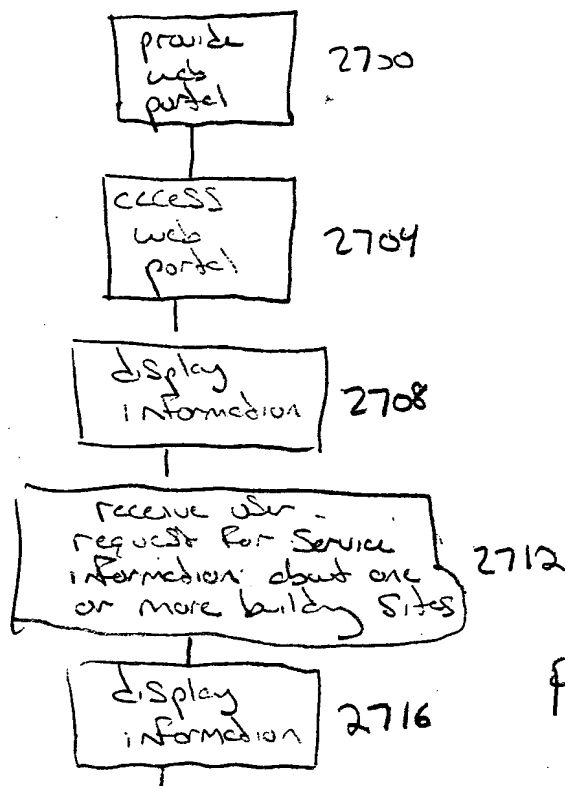 provide
web
portal
2700
access
web
portal
2704
display
information
2708
receive user
request for service
information about one
or more building sites
2712
display
information
2716